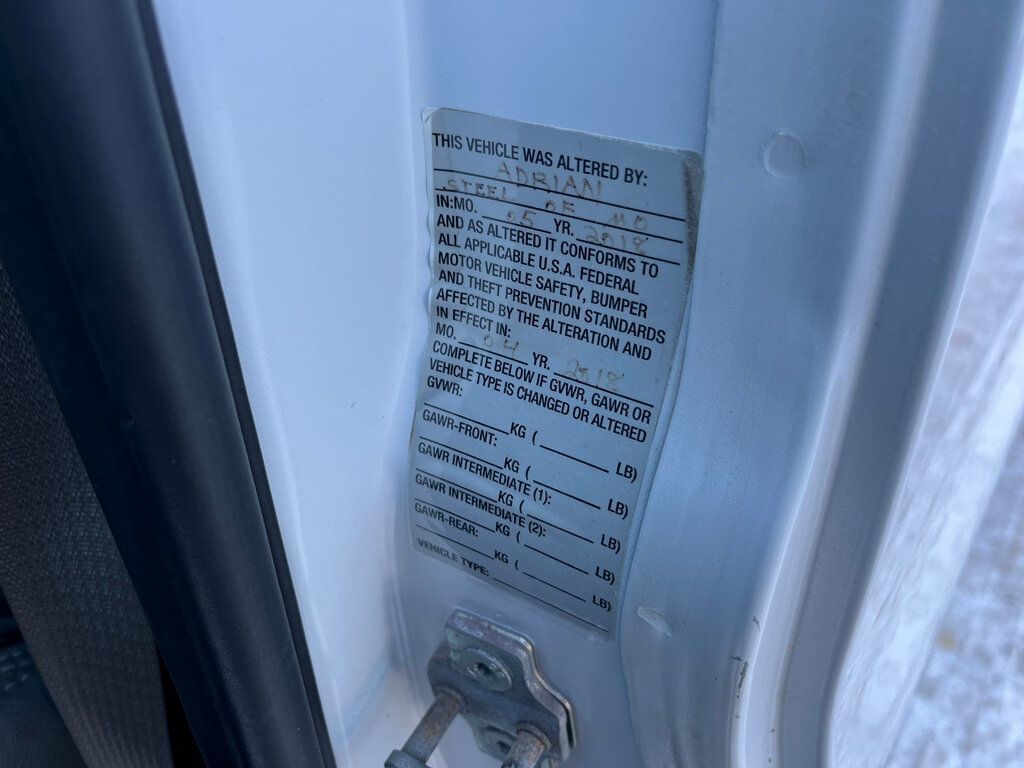 THIS VEHICLE WAS ALTERED BY:
ADRIAN
STEEL OF MO
IN:MO. 05 YR. 2018
AND AS ALTERED IT CONFORMS TO
ALL APPLICABLE U.S.A. FEDERAL
MOTOR VEHICLE SAFETY, BUMPER
AND THEFT PREVENTION STANDARDS
AFFECTED BY THE ALTERATION AND
IN EFFECT IN:
MO. 04 YR. 2018
COMPLETE BELOW IF GVWR, GAWR OR
VEHICLE TYPE IS CHANGED OR ALTERED
GVWR:
KG ( LB)
GAWR-FRONT:
KG ( LB)
GAWR INTERMEDIATE (1):
KG ( LB)
GAWR INTERMEDIATE (2):
KG ( LB)
GAWR-REAR:
KG ( LB)
VEHICLE TYPE: